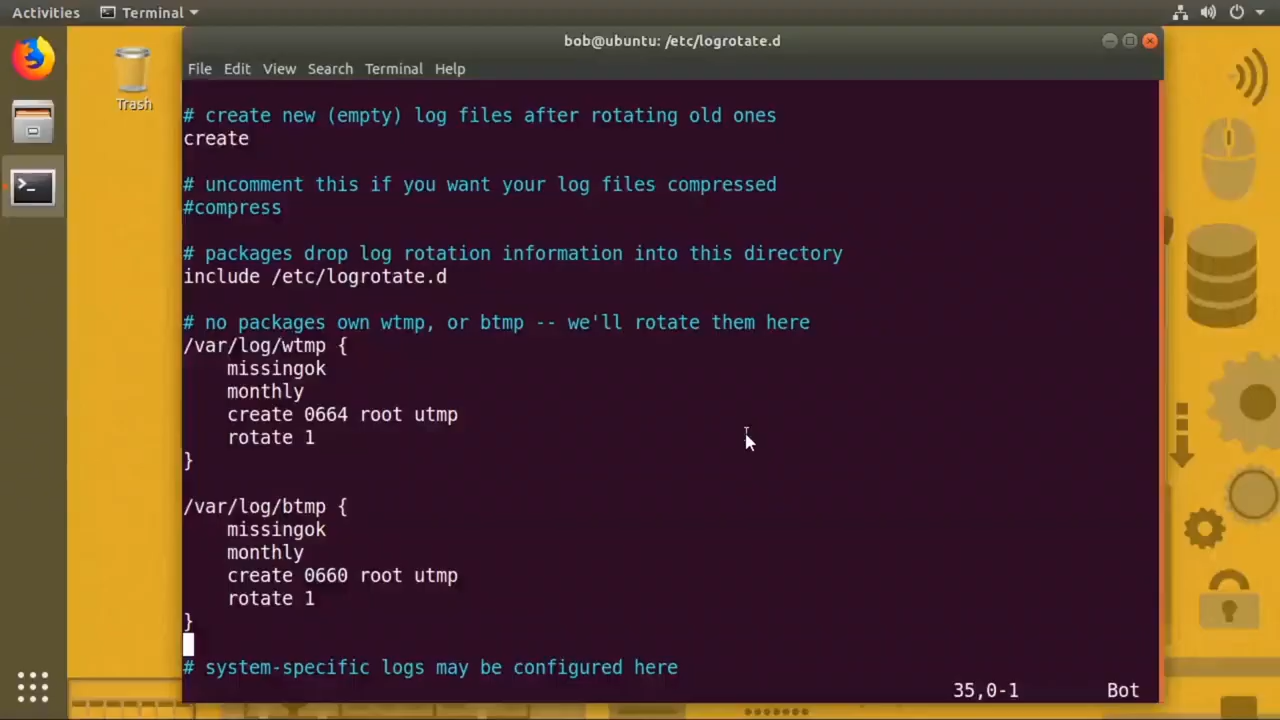 Activities
Terminal
bob@ubuntu: /etc/logrotate.d
File Edit View Search Terminal Help
Trash
# create new (empty) log files after rotating old ones
create
# uncomment this if you want your log files compressed
#compress
# packages drop log rotation information into this directory
include /etc/logrotate.d
# no packages own wtmp, or btmp -- we'll rotate them here
/var/log/wtmp {
    missingok
    monthly
    create 0664 root utmp
    rotate 1
}
/var/log/btmp {
    missingok
    monthly
    create 0660 root utmp
    rotate 1
}
# system-specific logs may be configured here
35,0-1 Bot